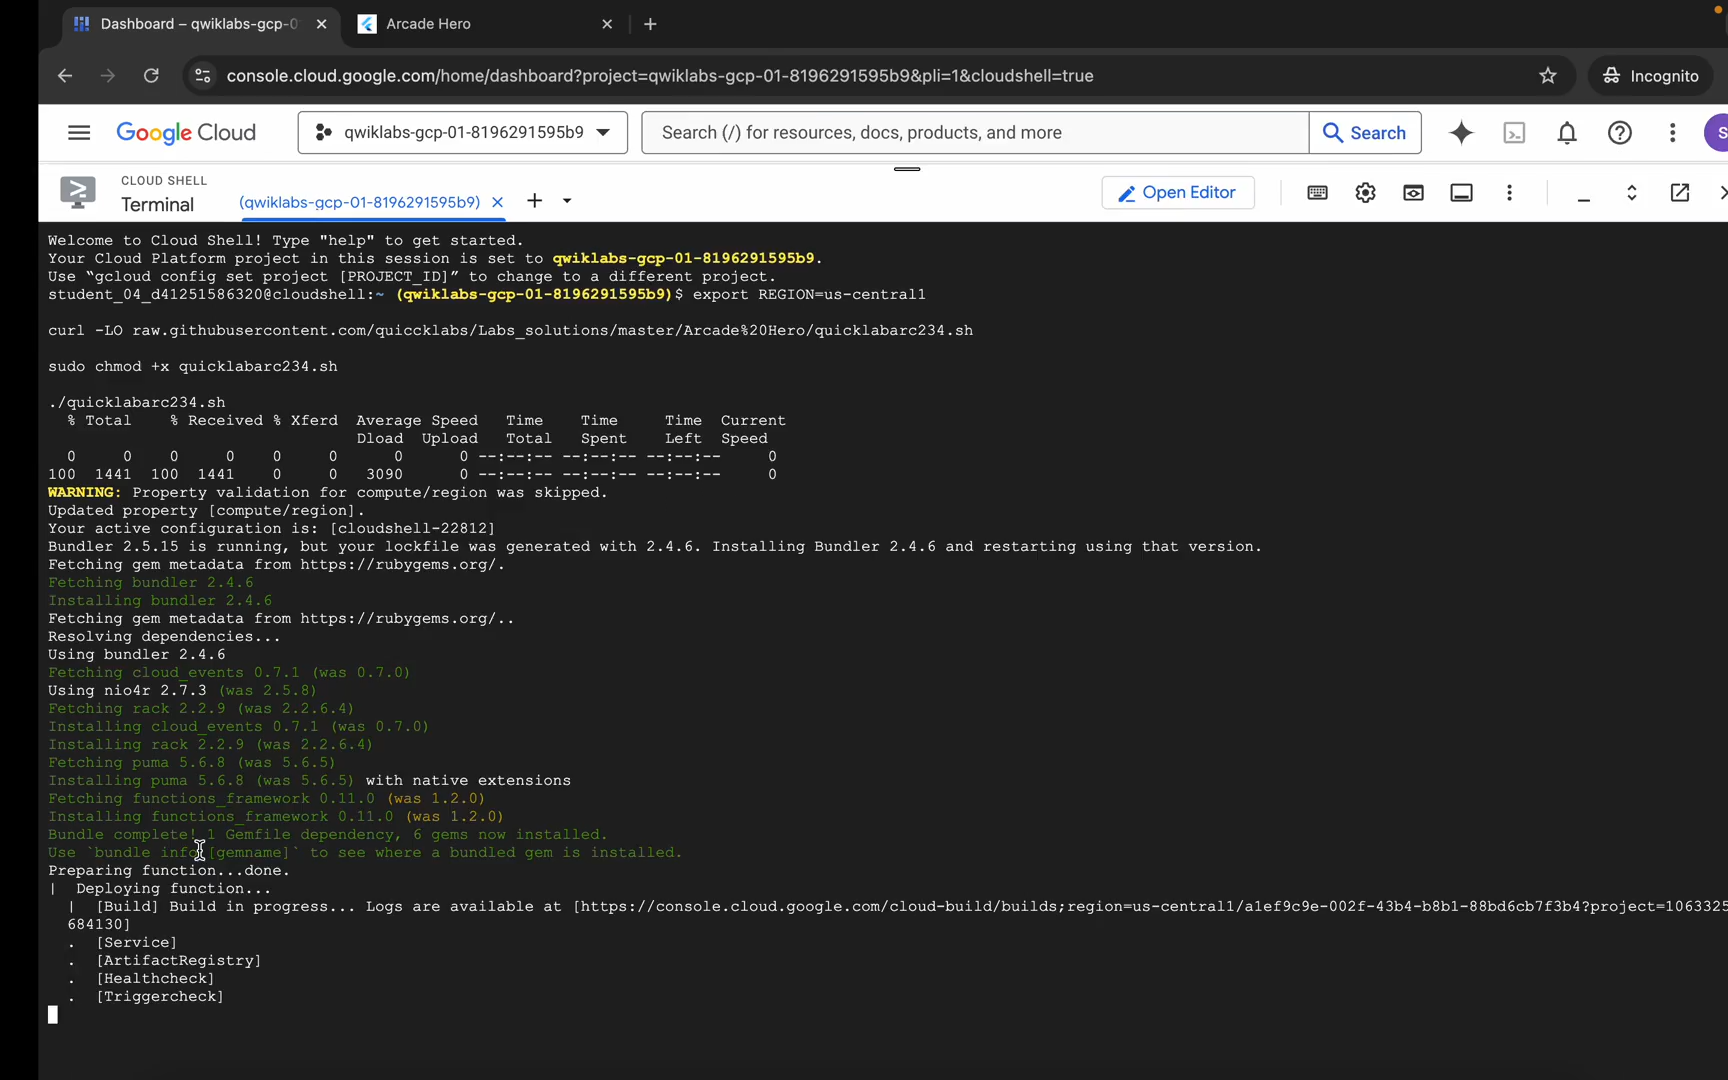 Dashboard – qwiklabs-gcp-0
Arcade Hero
console.cloud.google.com/home/dashboard?project=qwiklabs-gcp-01-8196291595b9&pli=1&cloudshell=true
Incognito
Google Cloud
qwiklabs-gcp-01-8196291595b9
Search (/) for resources, docs, products, and more
Search
S
CLOUD SHELL
Terminal
(qwiklabs-gcp-01-8196291595b9)
Open Editor
Welcome to Cloud Shell! Type "help" to get started.
Your Cloud Platform project in this session is set to qwiklabs-gcp-01-8196291595b9.
Use “gcloud config set project [PROJECT_ID]” to change to a different project.
student_04_d41251586320@cloudshell:~ (qwiklabs-gcp-01-8196291595b9)$ export REGION=us-central1
curl -LO raw.githubusercontent.com/quiccklabs/Labs_solutions/master/Arcade%20Hero/quicklabarc234.sh
sudo chmod +x quicklabarc234.sh
./quicklabarc234.sh
% Total % Received % Xferd Average Speed Time Time Time Current
Dload Upload Total Spent Left Speed
0 0 0 0 0 0 0 0 --:--:-- --:--:-- --:--:-- 0
100 1441 100 1441 0 0 3090 0 --:--:-- --:--:-- --:--:-- 0
WARNING: Property validation for compute/region was skipped.
Updated property [compute/region].
Your active configuration is: [cloudshell-22812]
Bundler 2.5.15 is running, but your lockfile was generated with 2.4.6. Installing Bundler 2.4.6 and restarting using that version.
Fetching gem metadata from https://rubygems.org/.
Fetching bundler 2.4.6
Installing bundler 2.4.6
Fetching gem metadata from https://rubygems.org/..
Resolving dependencies...
Using bundler 2.4.6
Fetching cloud_events 0.7.1 (was 0.7.0)
Using nio4r 2.7.3 (was 2.5.8)
Fetching rack 2.2.9 (was 2.2.6.4)
Installing cloud_events 0.7.1 (was 0.7.0)
Installing rack 2.2.9 (was 2.2.6.4)
Fetching puma 5.6.8 (was 5.6.5)
Installing puma 5.6.8 (was 5.6.5) with native extensions
Fetching functions_framework 0.11.0 (was 1.2.0)
Installing functions_framework 0.11.0 (was 1.2.0)
Bundle complete! 1 Gemfile dependency, 6 gems now installed.
Use `bundle info [gemname]` to see where a bundled gem is installed.
Preparing function...done.
| Deploying function...
| [Build] Build in progress... Logs are available at [https://console.cloud.google.com/cloud-build/builds;region=us-central1/a1ef9c9e-002f-43b4-b8b1-88bd6cb7f3b4?project=1063325
684130]
. [Service]
. [ArtifactRegistry]
. [Healthcheck]
. [Triggercheck]